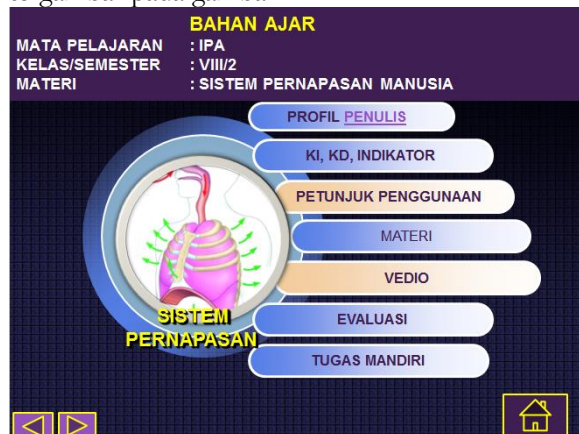 BAHAN AJAR
MATA PELAJARAN : IPA
KELAS/SEMESTER : VIII/2
MATERI : SISTEM PERNAPASAN MANUSIA
PROFIL PENULIS
KI, KD, INDIKATOR
PETUNJUK PENGGUNAAN
MATERI
VEDIO
EVALUASI
TUGAS MANDIRI
SISTEM
PERNAPASAN